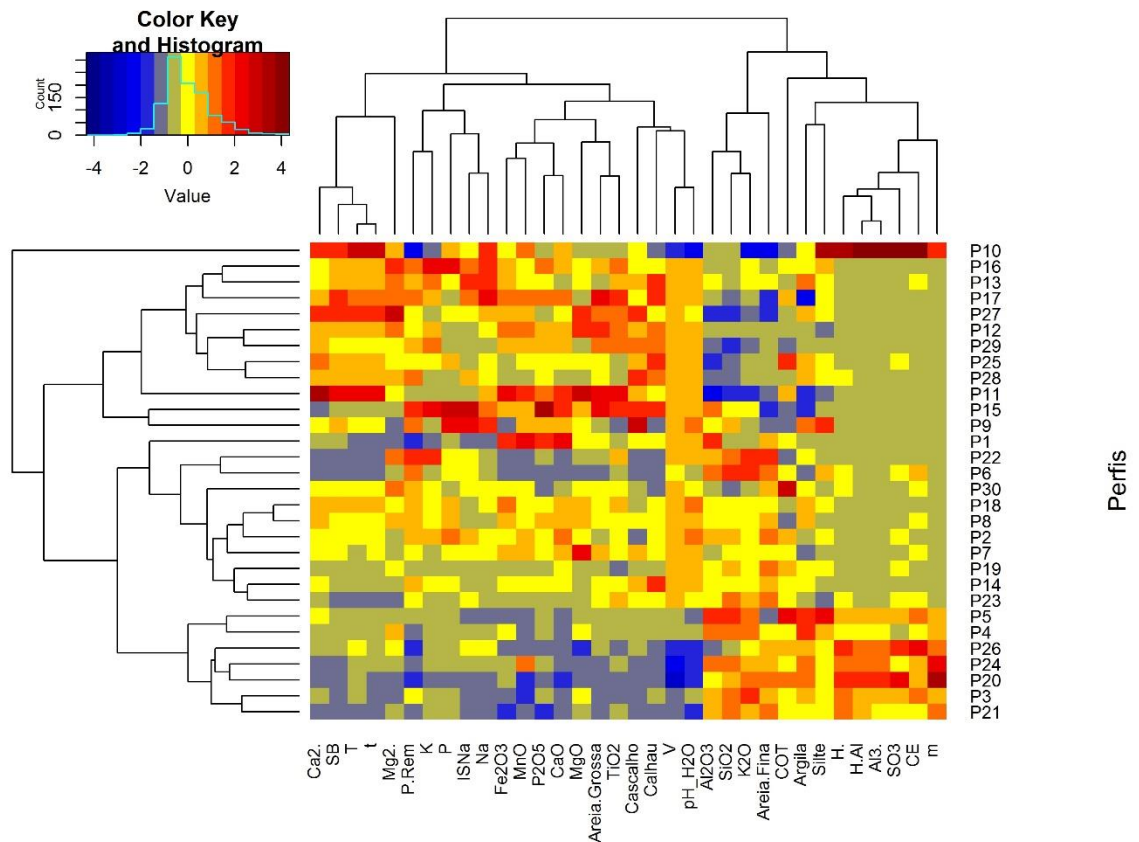 Color Key
and Histogram
Count
0 150
-4 -2 0 2 4
Value
P10
P16
P13
P17
P27
P12
P29
P25
P28
P11
P15
P9
P1
P22
P6
P30
P18
P8
P2
P7
P19
P14
P23
P5
P4
P26
P24
P20
P3
P21
Perfis
Ca2.
SB
T
t
Mg2.
P.Rem
K
P
ISNa
Na
Fe2O3
MnO
P2O5
CaO
MgO
Areia.Grossa
TiO2
Cascalho
Calhau
V
pH_H2O
Al2O3
SiO2
K2O
Areia.Fina
COT
Argila
Silte
H.
H.Al
Al3.
SO3
CE
m